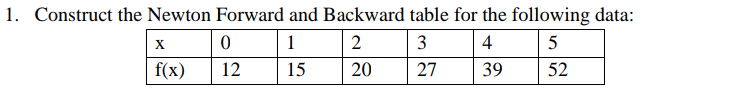 1. Construct the Newton Forward and Backward table for the following data:
x 0 1 2 3 4 5
f(x) 12 15 20 27 39 52